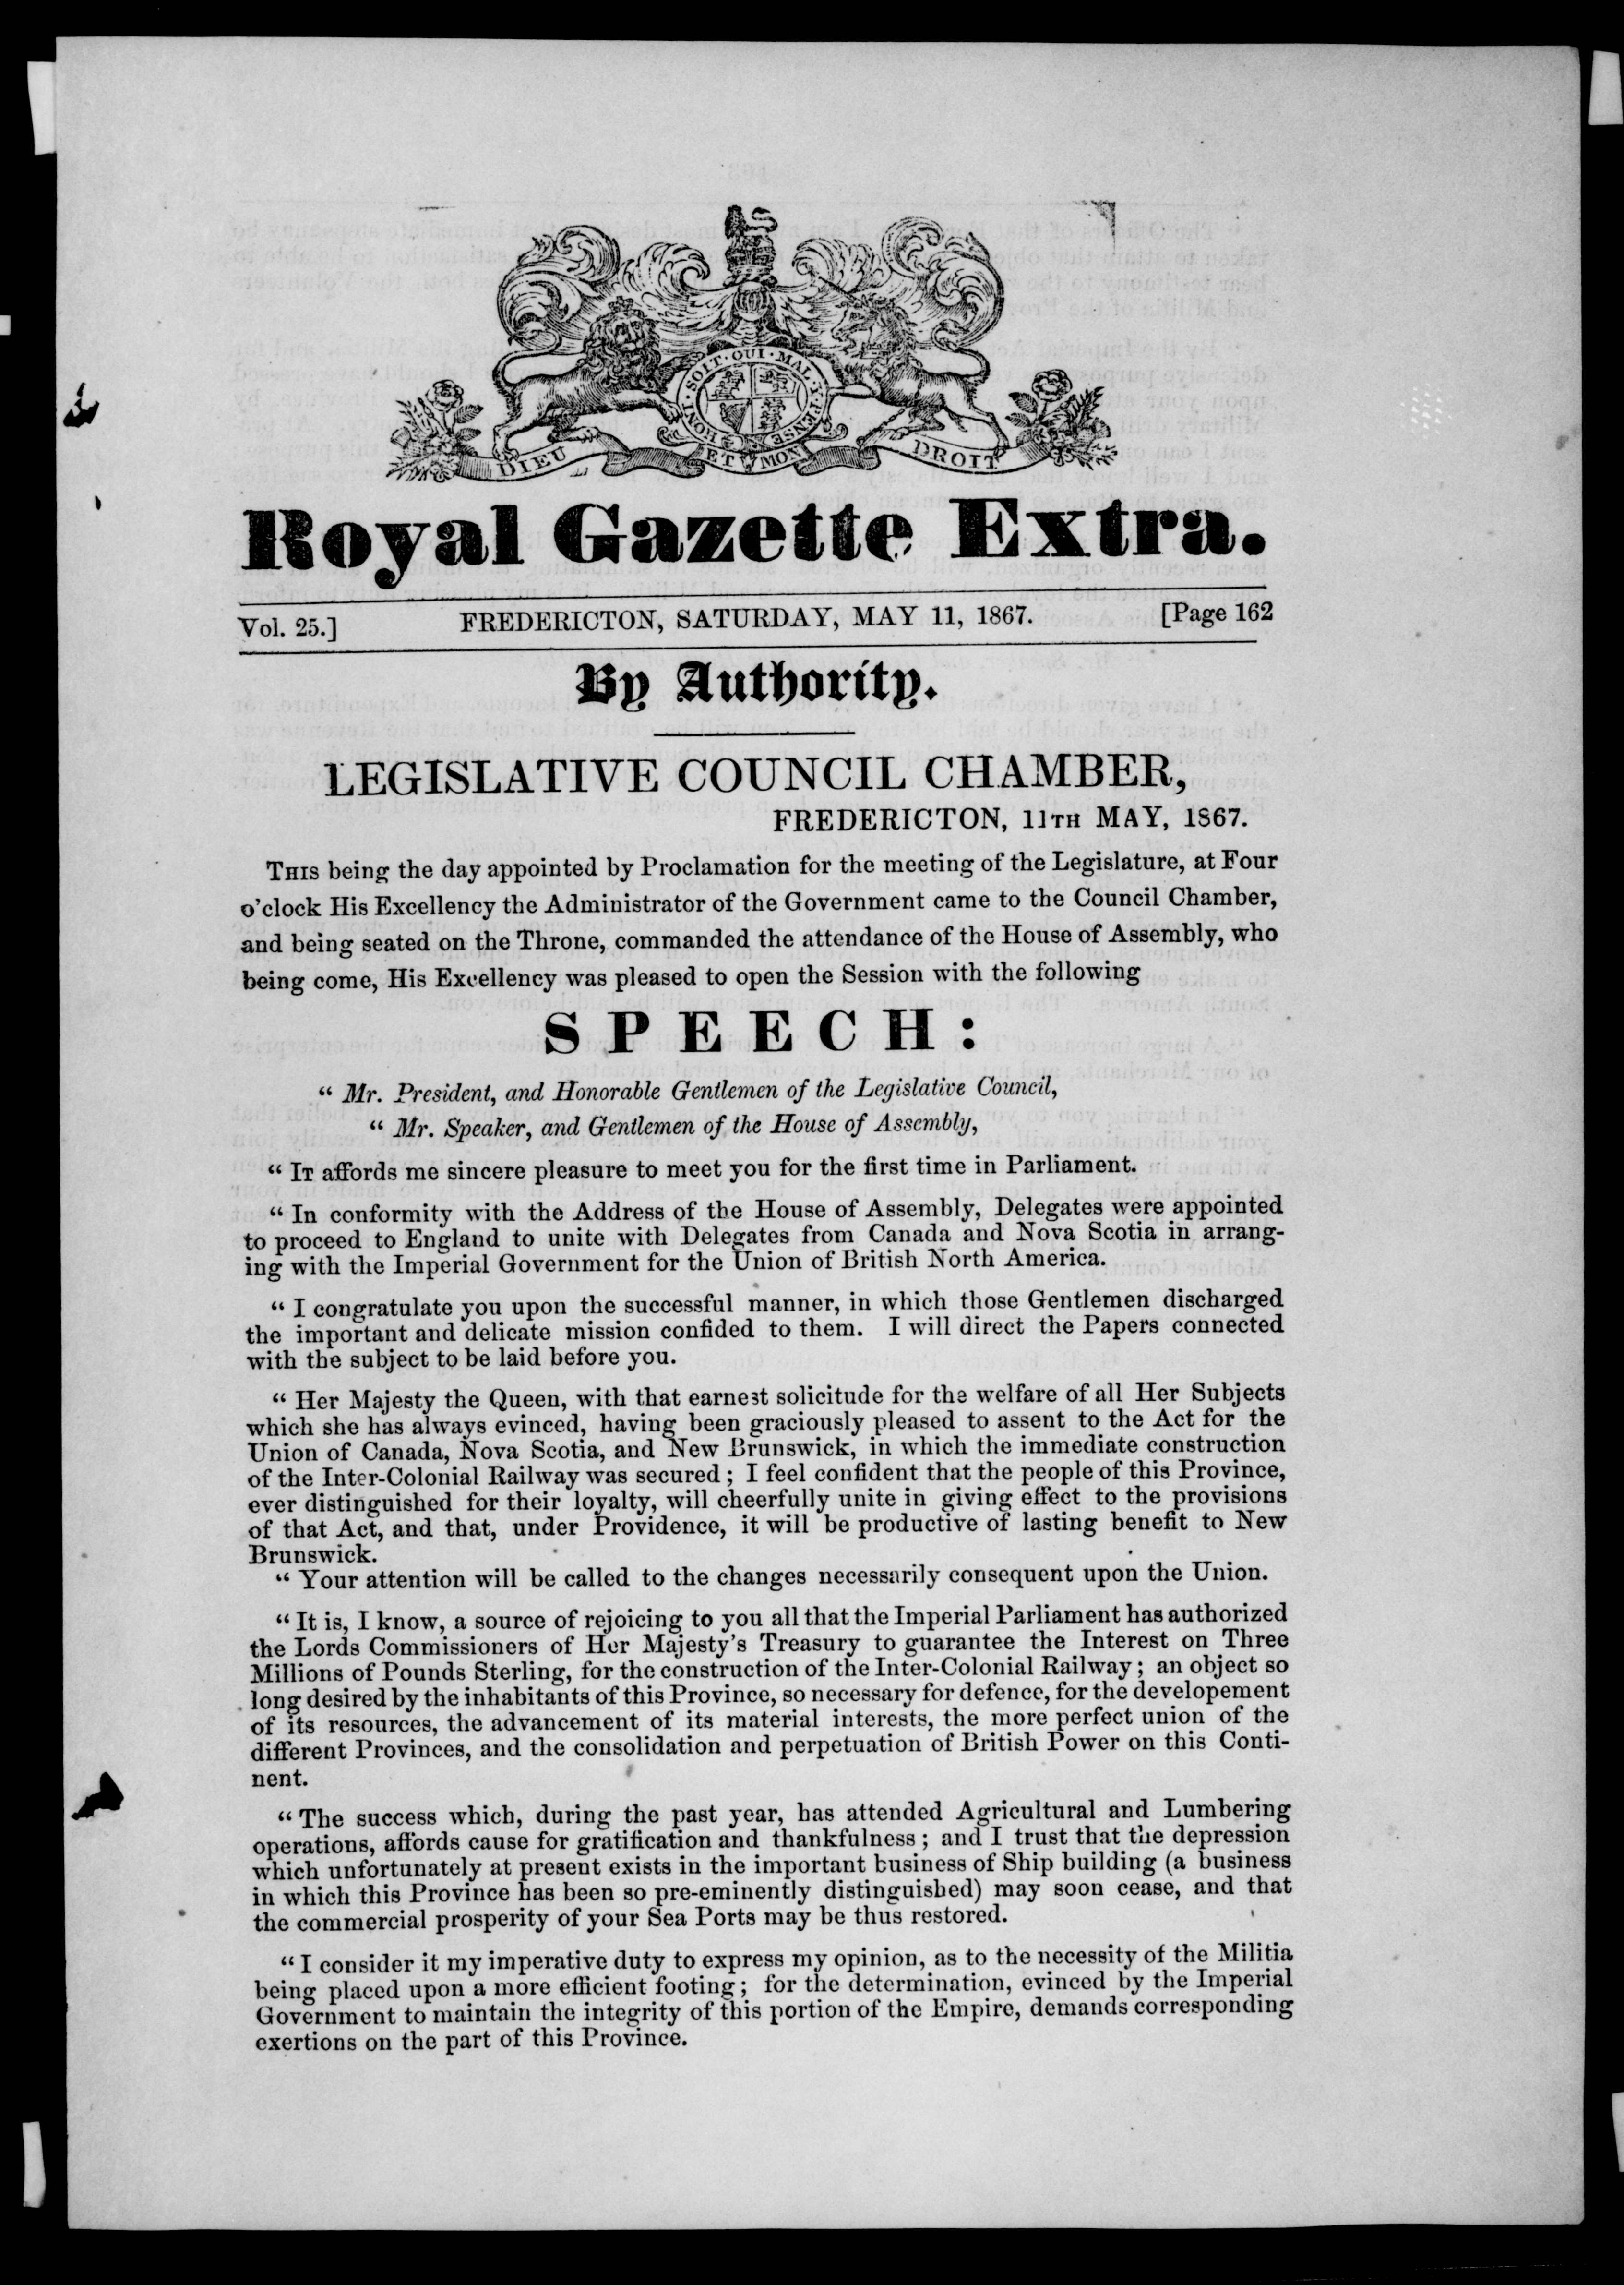 HONI · SOIT · QUI · MAL · Y · PENSE
DIEU ET MON DROIT
Royal Gazette Extra.
Vol. 25.] FREDERICTON, SATURDAY, MAY 11, 1867. [Page 162
By Authority.
LEGISLATIVE COUNCIL CHAMBER,
FREDERICTON, 11TH MAY, 1867.
THIS being the day appointed by Proclamation for the meeting of the Legislature, at Four
o'clock His Excellency the Administrator of the Government came to the Council Chamber,
and being seated on the Throne, commanded the attendance of the House of Assembly, who
being come, His Excellency was pleased to open the Session with the following
SPEECH:
" Mr. President, and Honorable Gentlemen of the Legislative Council,
" Mr. Speaker, and Gentlemen of the House of Assembly,
" IT affords me sincere pleasure to meet you for the first time in Parliament.
" In conformity with the Address of the House of Assembly, Delegates were appointed
to proceed to England to unite with Delegates from Canada and Nova Scotia in arrang-
ing with the Imperial Government for the Union of British North America.
" I congratulate you upon the successful manner, in which those Gentlemen discharged
the important and delicate mission confided to them. I will direct the Papers connected
with the subject to be laid before you.
" Her Majesty the Queen, with that earnest solicitude for the welfare of all Her Subjects
which she has always evinced, having been graciously pleased to assent to the Act for the
Union of Canada, Nova Scotia, and New Brunswick, in which the immediate construction
of the Inter-Colonial Railway was secured ; I feel confident that the people of this Province,
ever distinguished for their loyalty, will cheerfully unite in giving effect to the provisions
of that Act, and that, under Providence, it will be productive of lasting benefit to New
Brunswick.
" Your attention will be called to the changes necessarily consequent upon the Union.
" It is, I know, a source of rejoicing to you all that the Imperial Parliament has authorized
the Lords Commissioners of Her Majesty's Treasury to guarantee the Interest on Three
Millions of Pounds Sterling, for the construction of the Inter-Colonial Railway ; an object so
long desired by the inhabitants of this Province, so necessary for defence, for the developement
of its resources, the advancement of its material interests, the more perfect union of the
different Provinces, and the consolidation and perpetuation of British Power on this Conti-
nent.
" The success which, during the past year, has attended Agricultural and Lumbering
operations, affords cause for gratification and thankfulness ; and I trust that the depression
which unfortunately at present exists in the important business of Ship building (a business
in which this Province has been so pre-eminently distinguished) may soon cease, and that
the commercial prosperity of your Sea Ports may be thus restored.
" I consider it my imperative duty to express my opinion, as to the necessity of the Militia
being placed upon a more efficient footing ; for the determination, evinced by the Imperial
Government to maintain the integrity of this portion of the Empire, demands corresponding
exertions on the part of this Province.